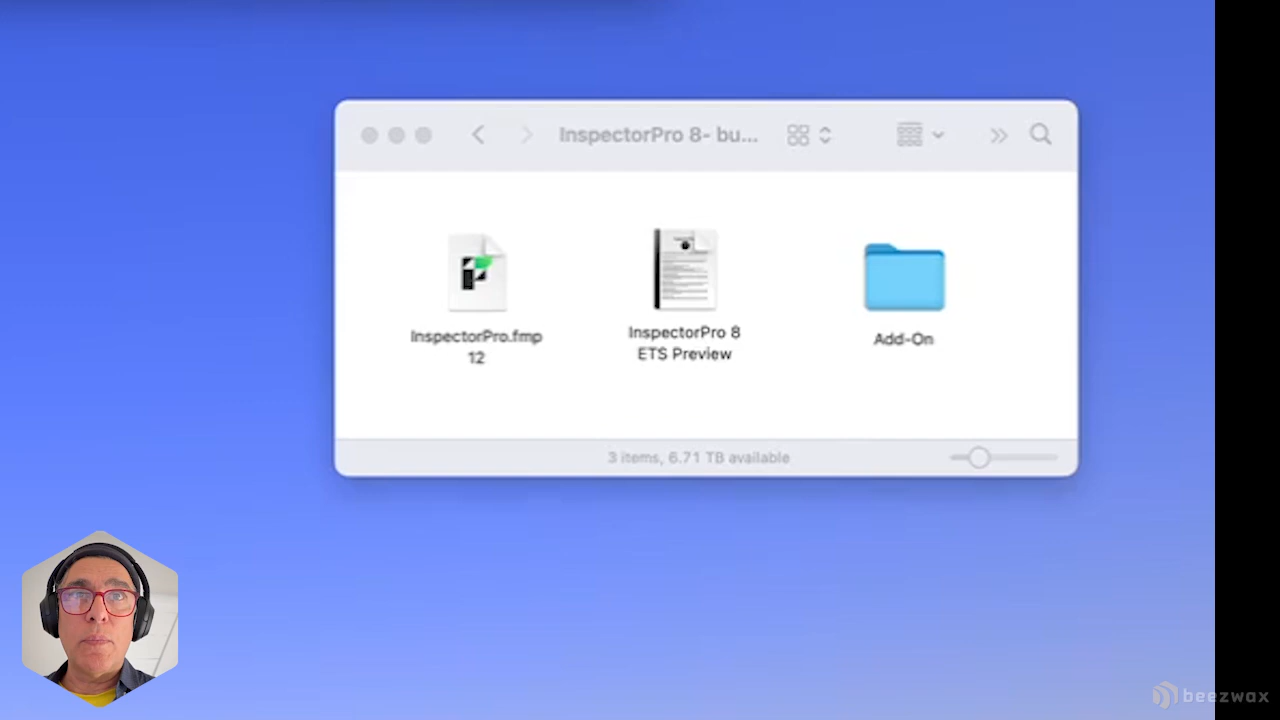 InspectorPro 8- bu...
InspectorPro.fmp
12
InspectorPro 8
ETS Preview
Add-On
3 items, 6.71 TB available
beezwax